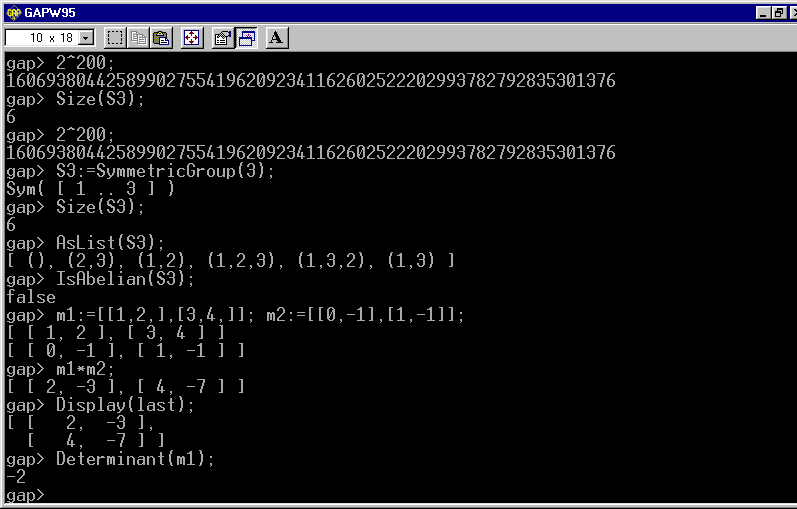 GAPW95
10 x 18
A
gap> 2^200;
1606938044258990275541962092341162602522202993782792835301376
gap> Size(S3);
6
gap> 2^200;
1606938044258990275541962092341162602522202993782792835301376
gap> S3:=SymmetricGroup(3);
Sym( [ 1 .. 3 ] )
gap> Size(S3);
6
gap> AsList(S3);
[ (), (2,3), (1,2), (1,2,3), (1,3,2), (1,3) ]
gap> IsAbelian(S3);
false
gap> m1:=[[1,2,],[3,4,]]; m2:=[[0,-1],[1,-1]];
[ [ 1, 2 ], [ 3, 4 ] ]
[ [ 0, -1 ], [ 1, -1 ] ]
gap> m1*m2;
[ [ 2, -3 ], [ 4, -7 ] ]
gap> Display(last);
[ [   2,  -3 ],
  [   4,  -7 ] ]
gap> Determinant(m1);
-2
gap>